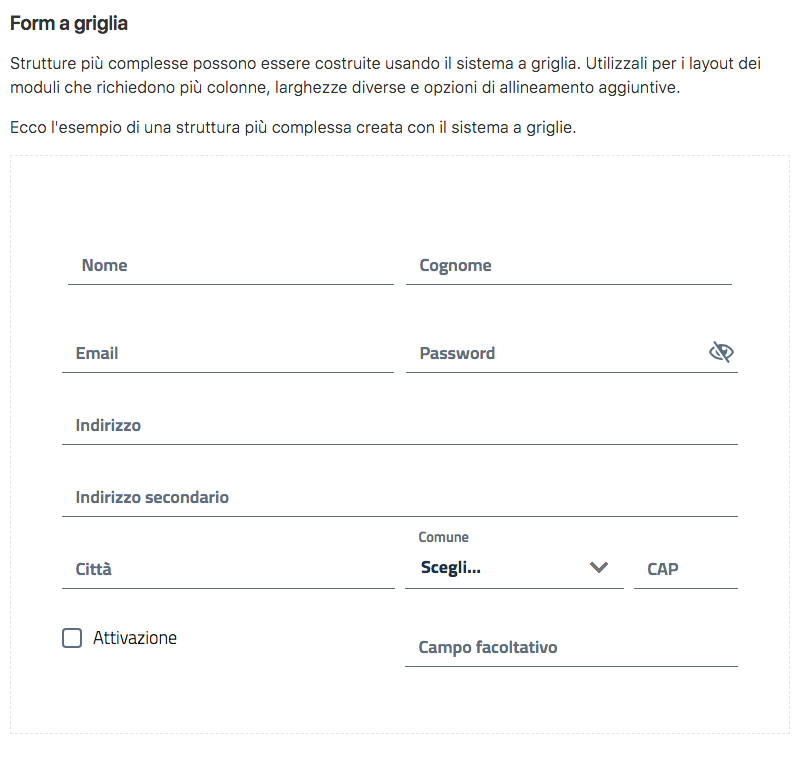 Form a griglia
Strutture più complesse possono essere costruite usando il sistema a griglia. Utilizzali per i layout dei
moduli che richiedono più colonne, larghezze diverse e opzioni di allineamento aggiuntive.
Ecco l'esempio di una struttura più complessa creata con il sistema a griglie.
Nome Cognome
Email Password
Indirizzo
Indirizzo secondario
Comune
Città Scegli... CAP
Attivazione
Campo facoltativo